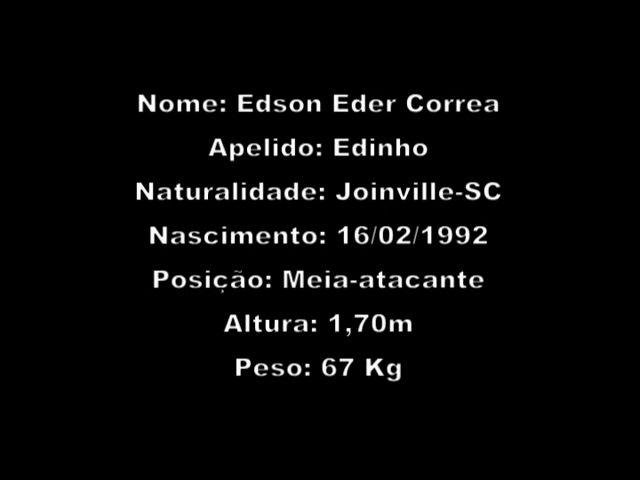 Nome: Edson Eder Correa
Apelido: Edinho
Naturalidade: Joinville-SC
Nascimento: 16/02/1992
Posição: Meia-atacante
Altura: 1,70m
Peso: 67 Kg